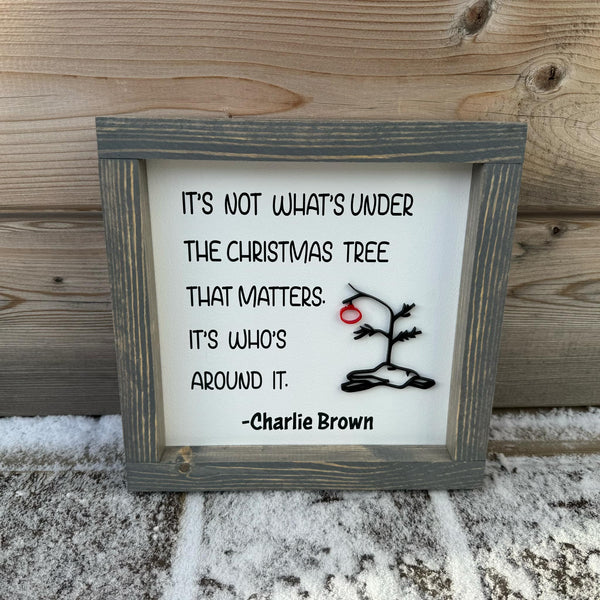 IT'S NOT WHAT'S UNDER
THE CHRISTMAS TREE
THAT MATTERS.
IT'S WHO'S
AROUND IT.
-Charlie Brown